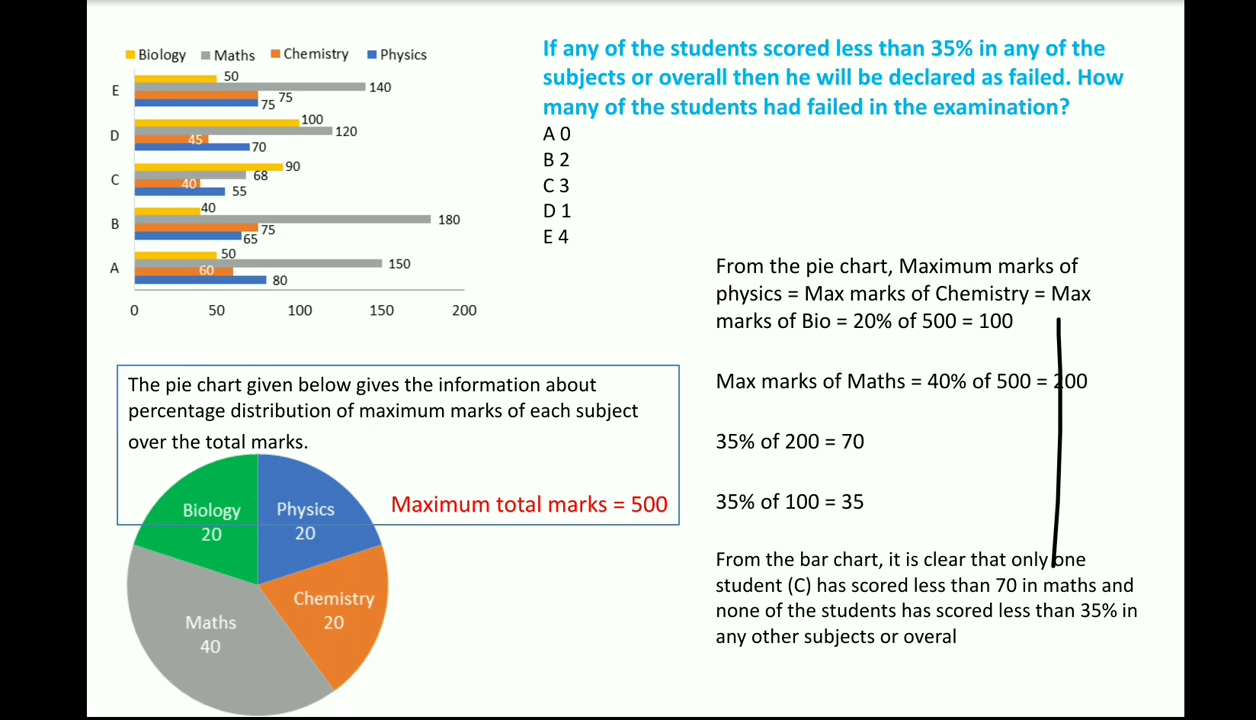 Biology Maths Chemistry Physics
E 50 140 75 75
D 100 120 45 70
C 90 68 40 55
B 40 180 75 65
A 50 150 60 80
0 50 100 150 200
If any of the students scored less than 35% in any of the
subjects or overall then he will be declared as failed. How
many of the students had failed in the examination?
A 0
B 2
C 3
D 1
E 4
The pie chart given below gives the information about
percentage distribution of maximum marks of each subject
over the total marks.
Maximum total marks = 500
Biology
20
Physics
20
Chemistry
20
Maths
40
From the pie chart, Maximum marks of
physics = Max marks of Chemistry = Max
marks of Bio = 20% of 500 = 100
Max marks of Maths = 40% of 500 = 200
35% of 200 = 70
35% of 100 = 35
From the bar chart, it is clear that only one
student (C) has scored less than 70 in maths and
none of the students has scored less than 35% in
any other subjects or overal